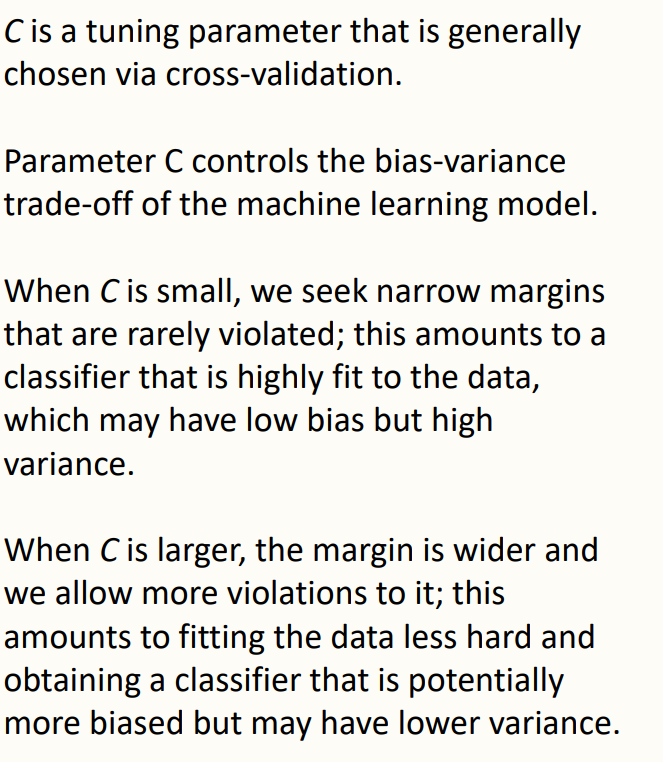 C is a tuning parameter that is generally
chosen via cross-validation.
Parameter C controls the bias-variance
trade-off of the machine learning model.
When C is small, we seek narrow margins
that are rarely violated; this amounts to a
classifier that is highly fit to the data,
which may have low bias but high
variance.
When C is larger, the margin is wider and
we allow more violations to it; this
amounts to fitting the data less hard and
obtaining a classifier that is potentially
more biased but may have lower variance.